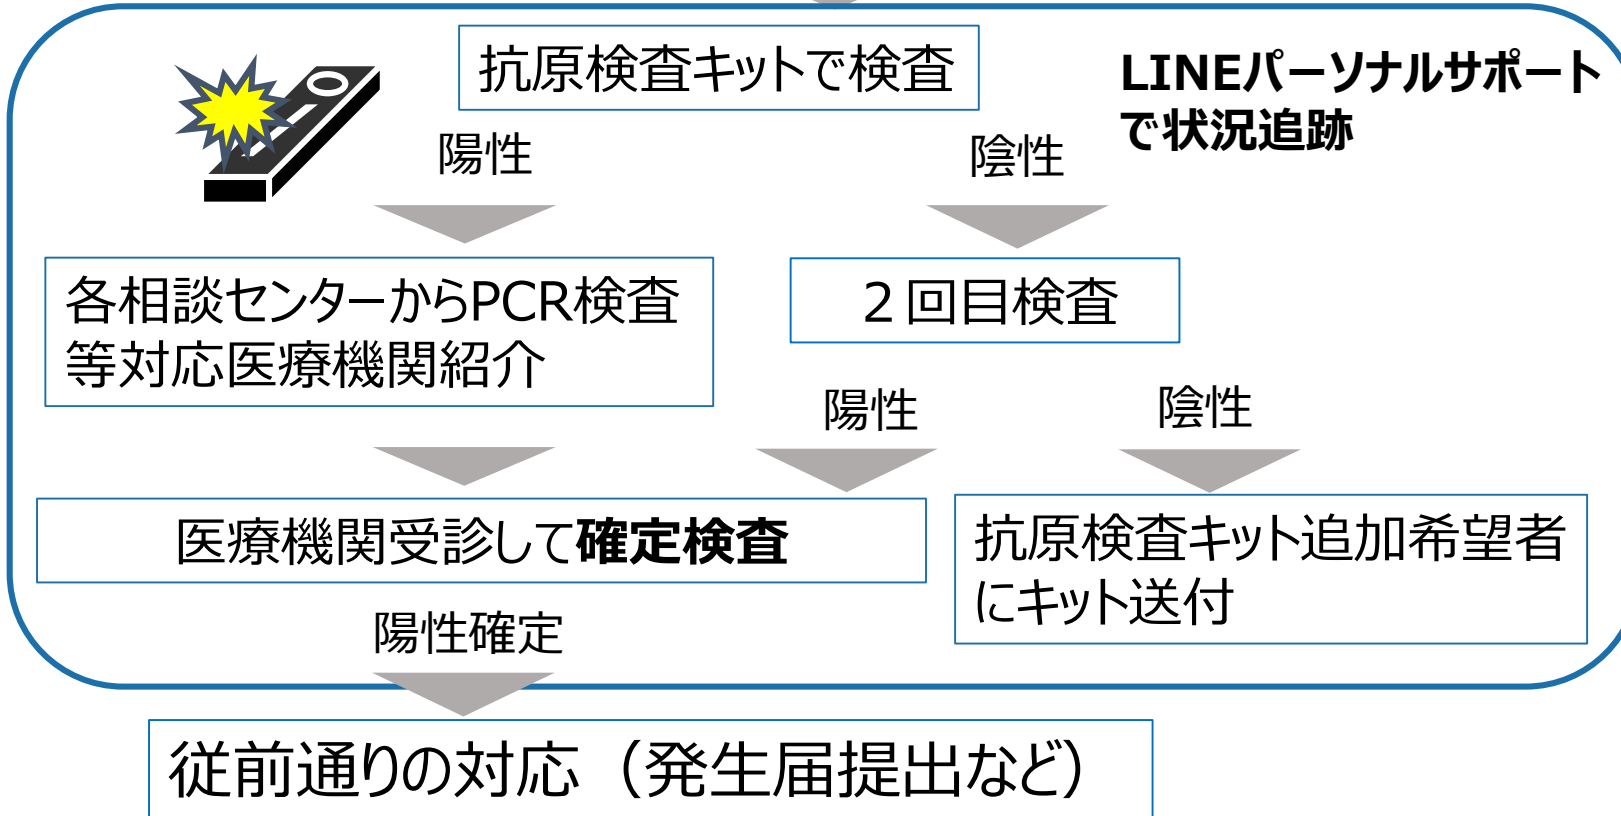 抗原検査キットで検査
LINEパーソナルサポート
で状況追跡
陽性
陰性
各相談センターからPCR検査
等対応医療機関紹介
２回目検査
陽性
陰性
医療機関受診して確定検査
抗原検査キット追加希望者
にキット送付
陽性確定
従前通りの対応（発生届提出など）